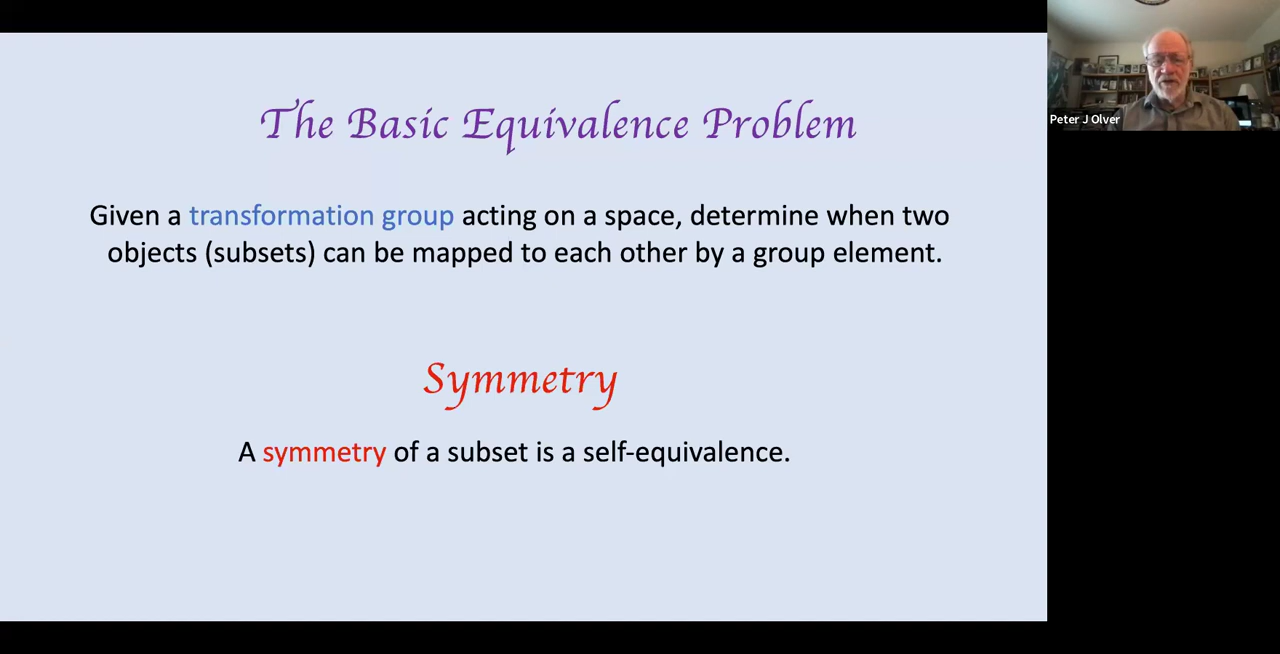 The Basic Equivalence Problem
Given a transformation group acting on a space, determine when two
objects (subsets) can be mapped to each other by a group element.
Symmetry
A symmetry of a subset is a self-equivalence.
Peter J Olver